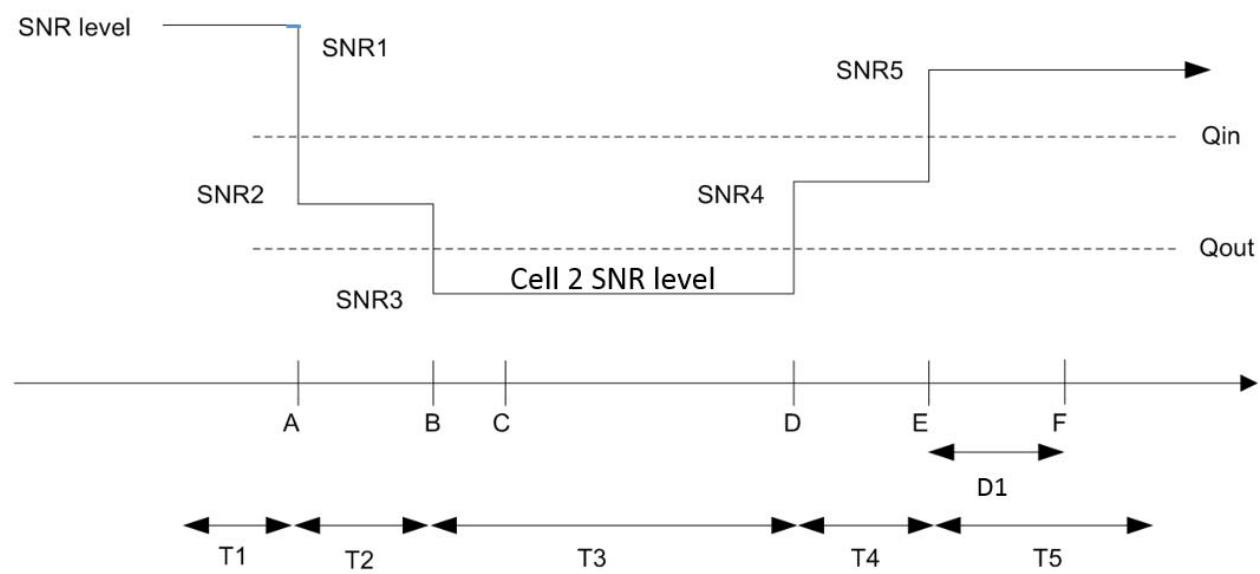 SNR level
SNR1
SNR5
Qin
SNR2
SNR4
Qout
Cell 2 SNR level
SNR3
A B C D E F
D1
T1 T2 T3 T4 T5